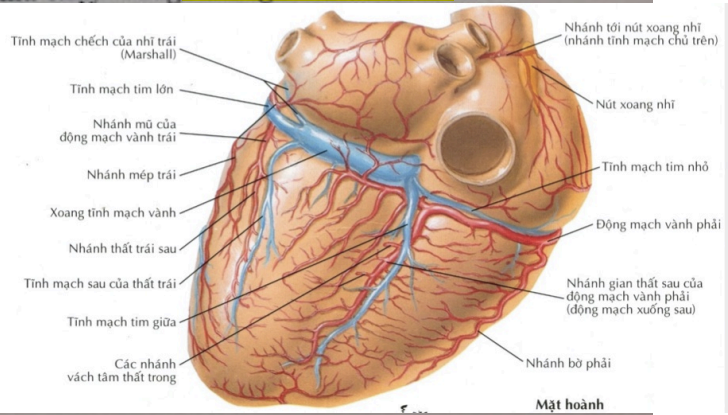 Tĩnh mạch chếch của nhĩ trái
(Marshall)
Tĩnh mạch tim lớn
Nhánh mũ của
động mạch vành trái
Nhánh mép trái
Xoang tĩnh mạch vành
Nhánh thất trái sau
Tĩnh mạch sau của thất trái
Tĩnh mạch tim giữa
Các nhánh
vách tâm thất trong
Nhánh tới nút xoang nhĩ
(nhánh tĩnh mạch chủ trên)
Nút xoang nhĩ
Tĩnh mạch tim nhỏ
Động mạch vành phải
Nhánh gian thất sau của
động mạch vành phải
(động mạch xuống sau)
Nhánh bờ phải
Mặt hoành